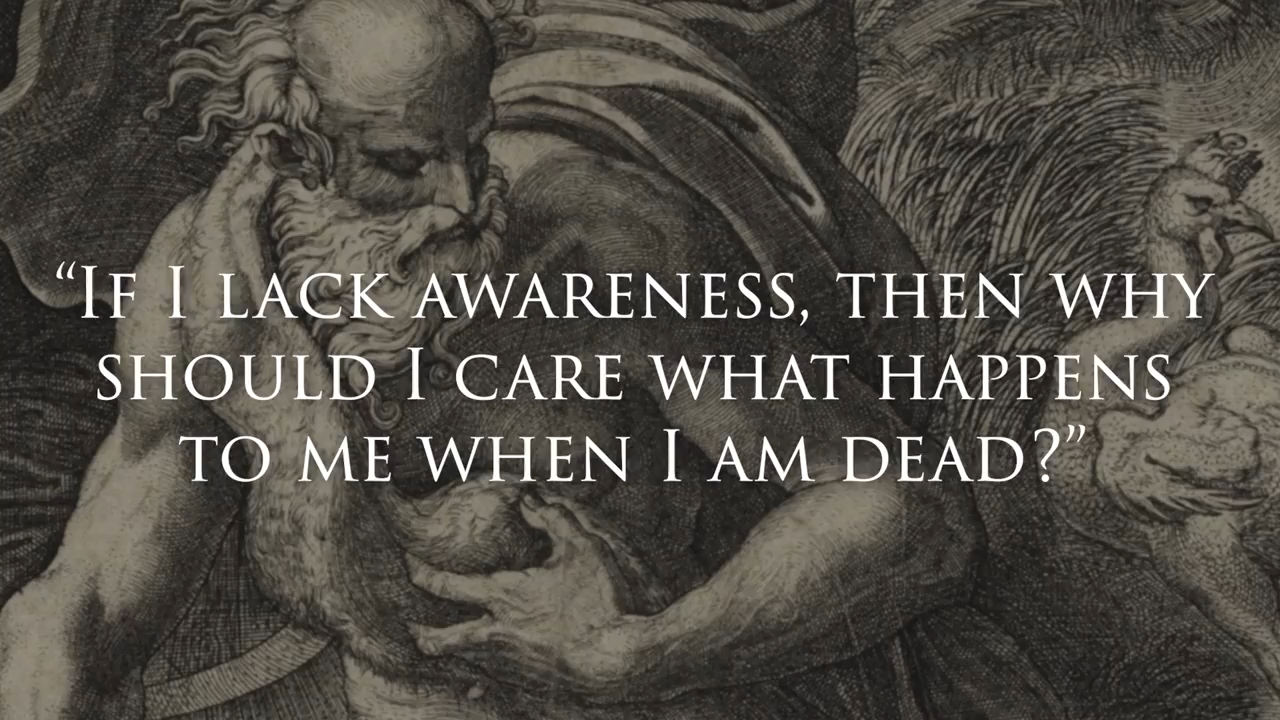 “If I lack awareness, then why
should I care what happens
to me when I am dead?”